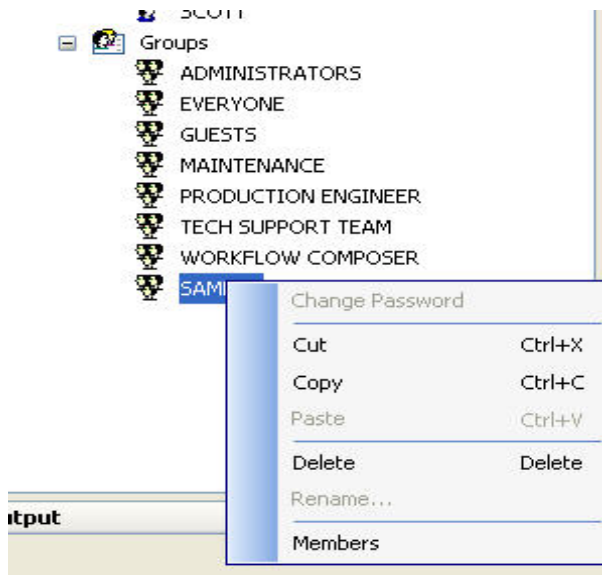 SCOTT
Groups
ADMINISTRATORS
EVERYONE
GUESTS
MAINTENANCE
PRODUCTION ENGINEER
TECH SUPPORT TEAM
WORKFLOW COMPOSER
Change Password
Cut Ctrl+X
Copy Ctrl+C
Paste Ctrl+V
Delete Delete
Rename...
Members